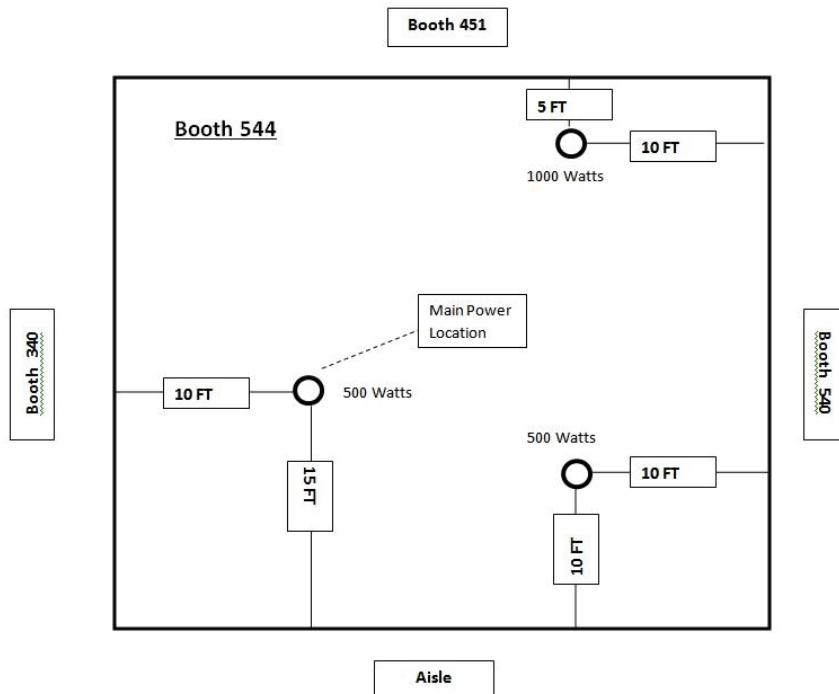 Booth 451
Booth 544
5 FT
10 FT
1000 Watts
Main Power
Location
Booth 340
Booth 540
10 FT
500 Watts
500 Watts
15 FT
10 FT
10 FT
Aisle